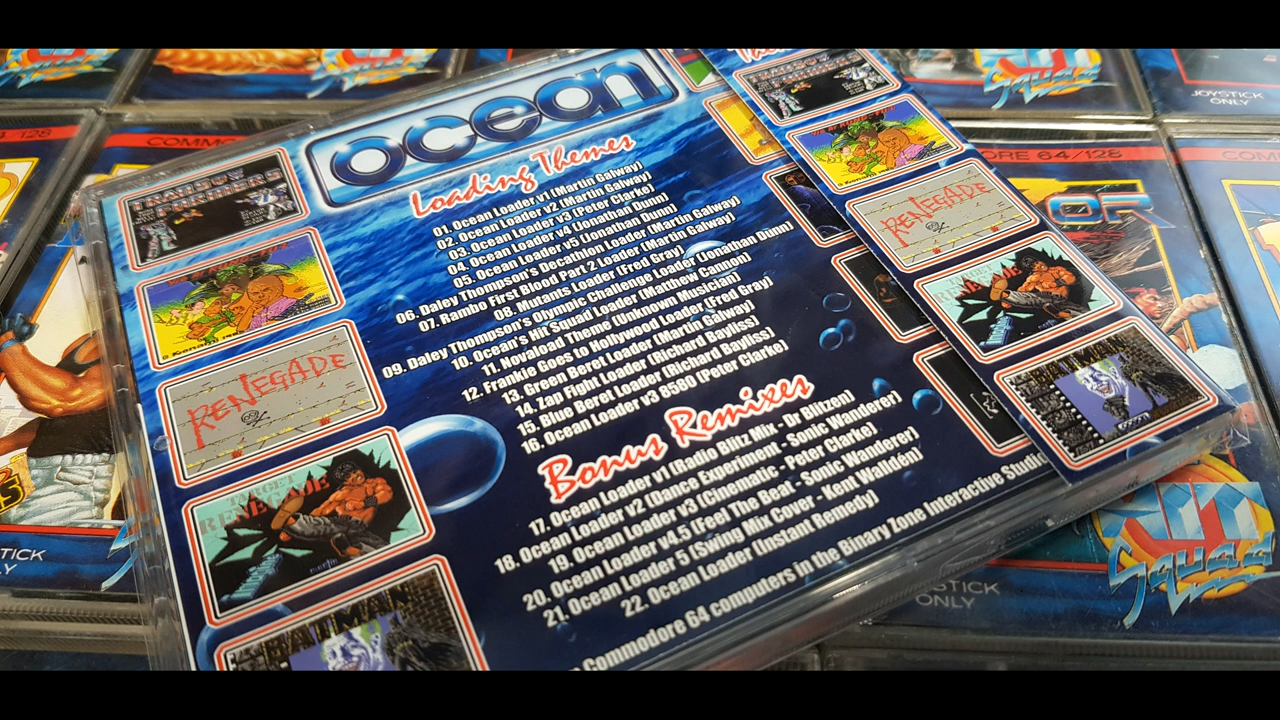 ocean
Loading Themes
01. Ocean Loader v1 (Martin Galway)
02. Ocean Loader v2 (Martin Galway)
03. Ocean Loader v3 (Peter Clarke)
04. Ocean Loader v4 (Jonathan Dunn)
05. Ocean Loader v5 (Jonathan Dunn)
06. Daley Thompson's Decathlon Loader (Martin Galway)
07. Rambo First Blood Part 2 Loader (Martin Galway)
08. Mutants Loader (Fred Gray)
09. Daley Thompson's Olympic Challenge Loader (Jonathan Dünn)
10. Ocean's Hit Squad Loader (Matthew Cannon)
11. Novaload Theme (Unknown Musician)
12. Frankie Goes to Hollywood Loader (Fred Gray)
13. Green Beret Loader (Martin Galway)
14. Zap Fight Loader (Richard Bayliss)
15. Blue Beret Loader (Richard Bayliss)
16. Ocean Loader v3 8580 (Peter Clarke)
Bonus Remixes
17. Ocean Loader v1 (Radio Blitz Mix - Dr Blitzen)
18. Ocean Loader v2 (Dance Experiment - Sonic Wanderer)
19. Ocean Loader v3 (Cinematic - Peter Clarke)
20. Ocean Loader v4.5 (Feel The Beat - Sonic Wanderer)
21. Ocean Loader 5 (Swing Mix Cover - Kent Walldén)
22. Ocean Loader (Instant Remedy)
Commodore 64 computers in the Binary Zone Interactive
RENEGADE
TARGET
RENEGADE
BATMAN
RENEGADE
TARGET
RENEGADE
BATMAN
HIT
Squad
JOYSTICK
ONLY
64/128
ONLY